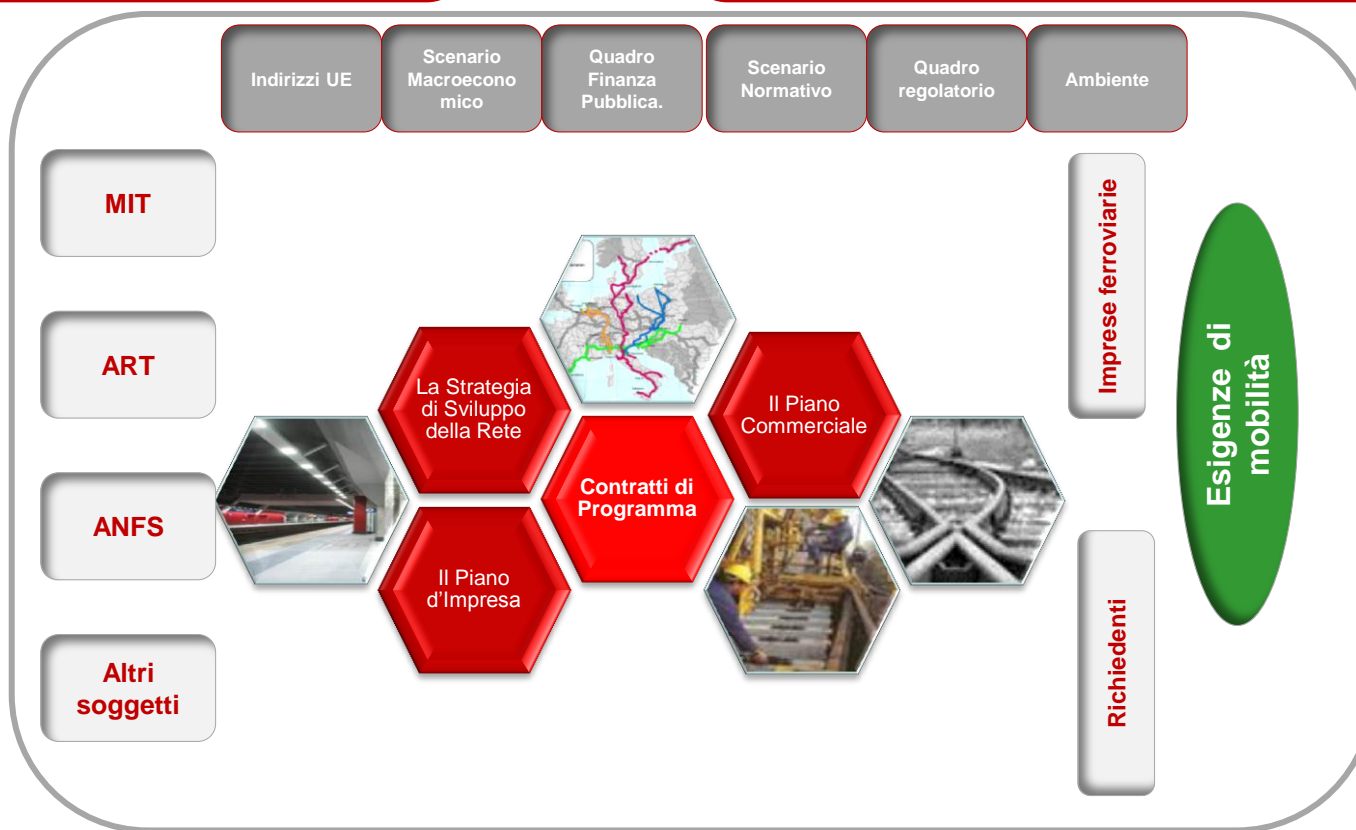 Indirizzi UE
Scenario
Macroecono
mico
Quadro
Finanza
Pubblica.
Scenario
Normativo
Quadro
regolatorio
Ambiente
MIT
ART
ANFS
Altri
soggetti
La Strategia
di Sviluppo
della Rete
Il Piano
d'Impresa
Contratti di
Programma
Il Piano
Commerciale
Imprese ferroviarie
Richiedenti
Esigenze di
mobilità